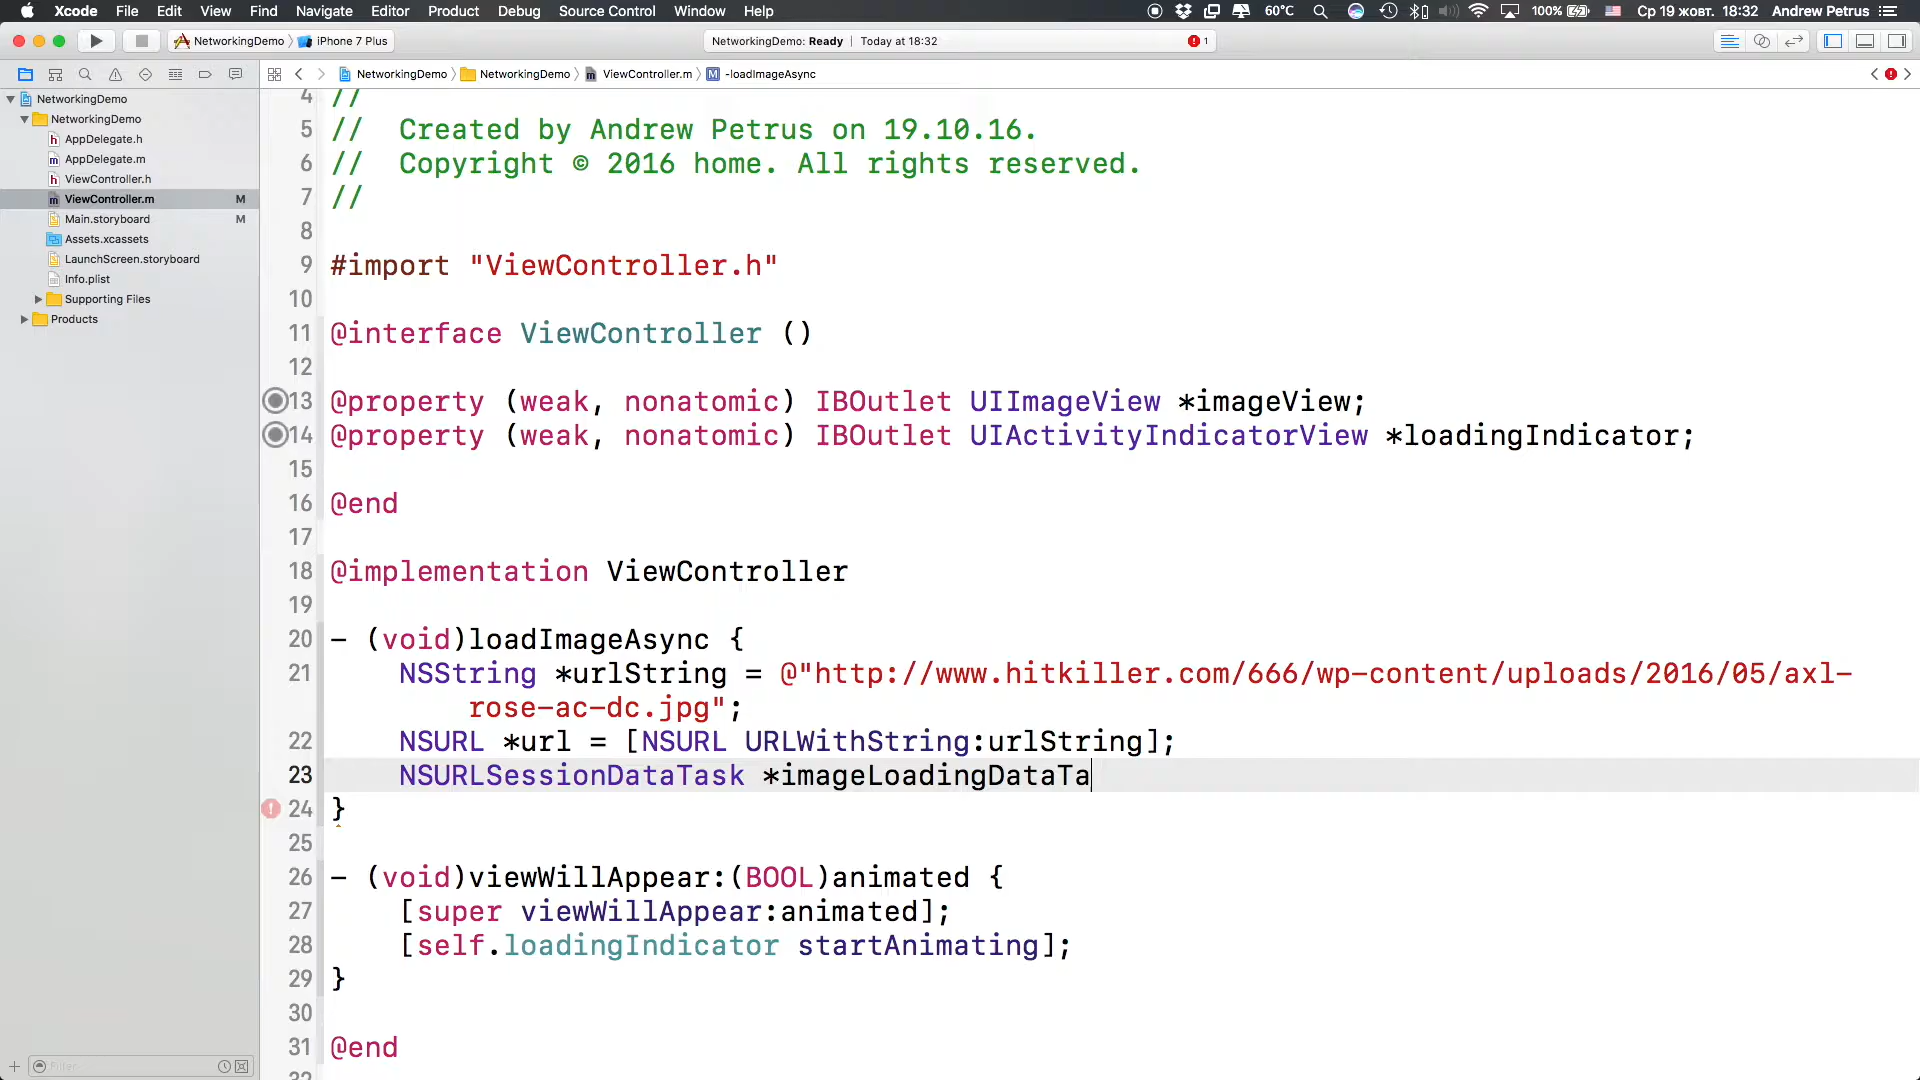 Xcode File Edit View Find Navigate Editor Product Debug Source Control Window Help 60°C 100% Ср 19 жовт. 18:32 Andrew Petrus
NetworkingDemo iPhone 7 Plus NetworkingDemo: Ready | Today at 18:32 1
NetworkingDemo NetworkingDemo ViewController.m M -loadImageAsync
NetworkingDemo
NetworkingDemo
AppDelegate.h
AppDelegate.m
ViewController.h
ViewController.m M
Main.storyboard M
Assets.xcassets
LaunchScreen.storyboard
Info.plist
Supporting Files
Products
Filter
4 //
5 //  Created by Andrew Petrus on 19.10.16.
6 //  Copyright © 2016 home. All rights reserved.
7 //
8
9 #import "ViewController.h"
10
11 @interface ViewController ()
12
13 @property (weak, nonatomic) IBOutlet UIImageView *imageView;
14 @property (weak, nonatomic) IBOutlet UIActivityIndicatorView *loadingIndicator;
15
16 @end
17
18 @implementation ViewController
19
20 - (void)loadImageAsync {
21 NSString *urlString = @"http://www.hitkiller.com/666/wp-content/uploads/2016/05/axl-
rose-ac-dc.jpg";
22 NSURL *url = [NSURL URLWithString:urlString];
23 NSURLSessionDataTask *imageLoadingDataTa
24 }
25
26 - (void)viewWillAppear:(BOOL)animated {
27 [super viewWillAppear:animated];
28 [self.loadingIndicator startAnimating];
29 }
30
31 @end
32